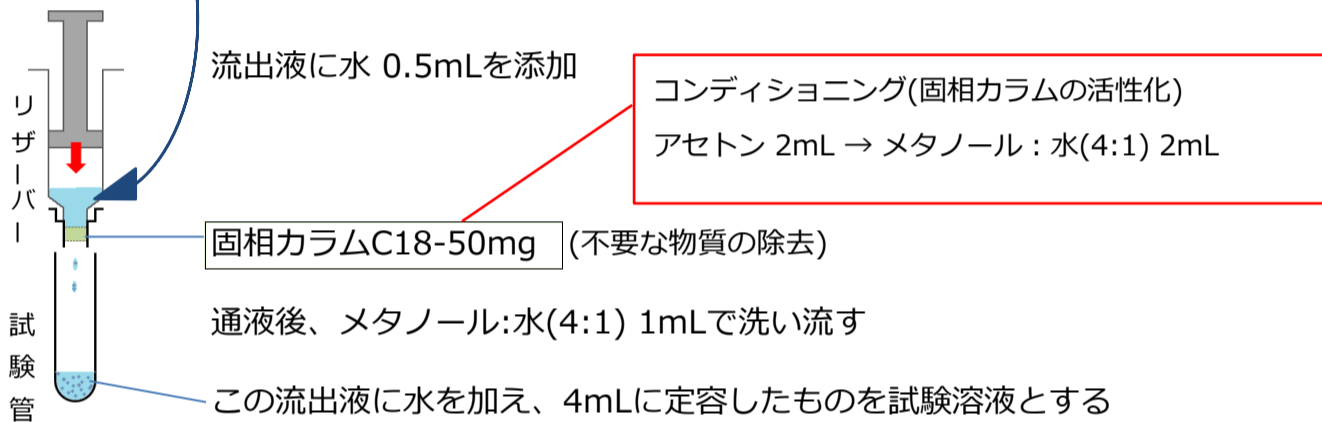 流出液に水 0.5mLを添加
コンディショニング(固相カラムの活性化)
アセトン 2mL → メタノール：水(4:1) 2mL
リザーバー
固相カラムC18-50mg (不要な物質の除去)
通液後、メタノール:水(4:1) 1mLで洗い流す
試験管
この流出液に水を加え、4mLに定容したものを試験溶液とする